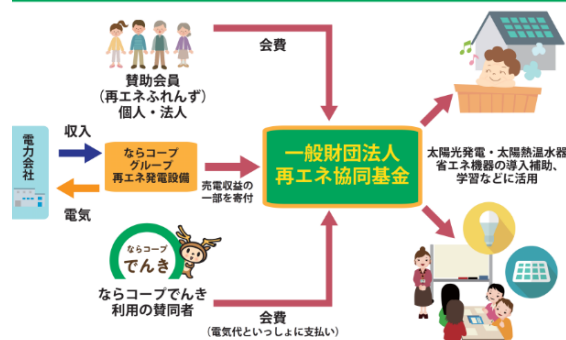 会費
賛助会員
(再エネふれんず)
個人・法人
電力会社
収入
電気
ならコープ
グループ
再エネ発電設備
売電収益の
一部を寄付
一般財団法人
再エネ協同基金
太陽光発電・太陽熱温水器
省エネ機器の導入補助、
学習などに活用
ならコープ
でんき
ならコープでんき
利用の賛同者
会費
(電気代といっしょに支払い)